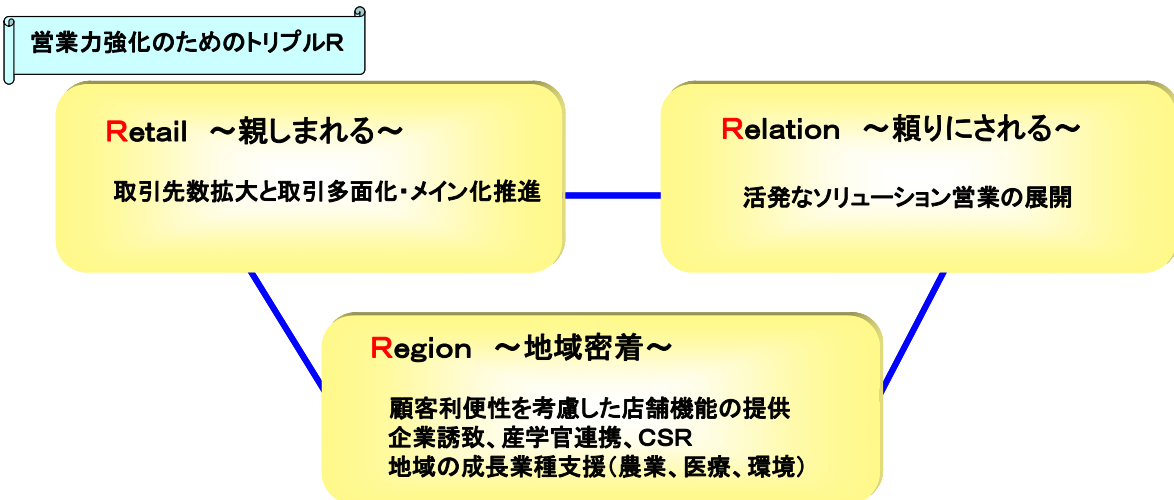 営業力強化のためのトリプルR
Retail ～親しまれる～
取引先数拡大と取引多面化・メイン化推進
Relation ～頼りにされる～
活発なソリューション営業の展開
Region ～地域密着～
顧客利便性を考慮した店舗機能の提供
企業誘致、産学官連携、CSR
地域の成長業種支援（農業、医療、環境）